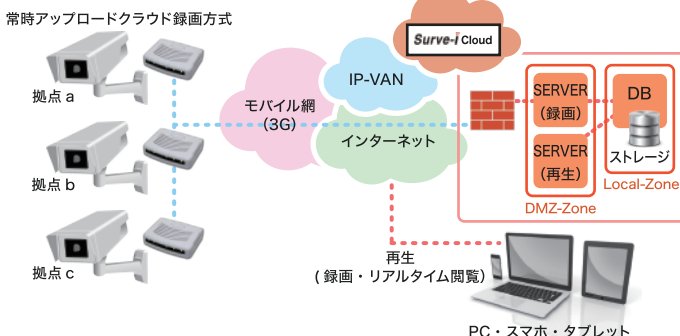 常時アップロードクラウド録画方式
拠点 a
拠点 b
拠点 c
モバイル網
（3G）
IP-VAN
インターネット
Surve-i Cloud
SERVER
（録画）
SERVER
（再生）
DMZ-Zone
DB
ストレージ
Local-Zone
再生
( 録画・リアルタイム閲覧）
PC・スマホ・タブレット